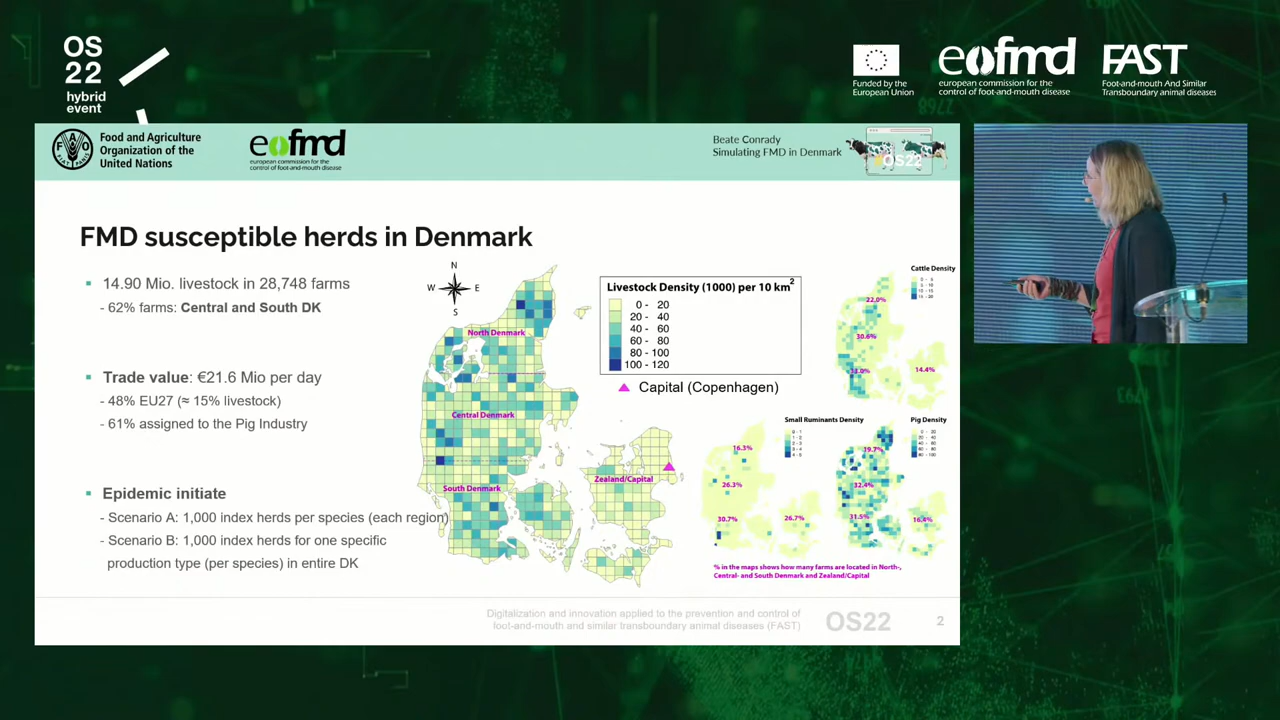 OS
22
hybrid
event
Funded by the
European Union
eofmd
european commission for the
control of foot-and-mouth disease
FAST
Foot-and-mouth And Similar
Transboundary animal diseases
Food and Agriculture
Organization of the
United Nations
eofmd
european commission for the
control of foot-and-mouth disease
Beate Conrady
Simulating FMD in Denmark
OS22
FMD susceptible herds in Denmark
14.90 Mio. livestock in 28,748 farms
- 62% farms: Central and South DK
Trade value: €21.6 Mio per day
- 48% EU27 (≈ 15% livestock)
- 61% assigned to the Pig Industry
Epidemic initiate
- Scenario A: 1,000 index herds per species (each region)
- Scenario B: 1,000 index herds for one specific
production type (per species) in entire DK
N
W E
S
North Denmark
Central Denmark
South Denmark
Zealand/Capital
Livestock Density (1000) per 10 km2
0 - 20
20 - 40
40 - 60
60 - 80
80 - 100
100 - 120
Capital (Copenhagen)
Cattle Density
22.0%
30.6%
33.0%
14.4%
Small Ruminants Density
16.3%
26.3%
30.7%
26.7%
Pig Density
19.7%
32.4%
31.5%
16.4%
% in the maps shows how many farms are located in North-,
Central- and South Denmark and Zealand/Capital
Digitalization and innovation applied to the prevention and control of
foot-and-mouth and similar transboundary animal diseases (FAST)
OS22
2